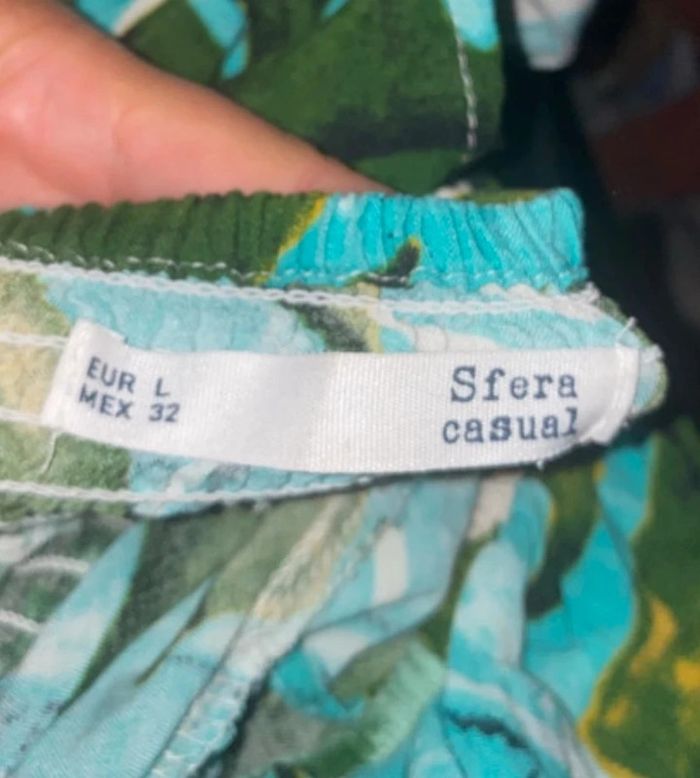 EUR L
MEX 32
Sfera
casual